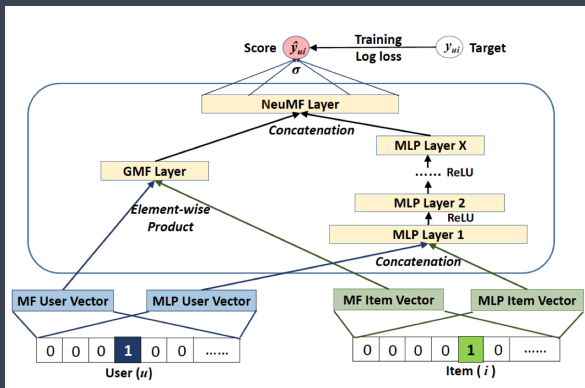 Score ŷui Training yui Target
Log loss
σ
NeuMF Layer
Concatenation
MLP Layer X
GMF Layer
...... ReLU
Element-wise
Product
MLP Layer 2
ReLU
MLP Layer 1
Concatenation
MF User Vector MLP User Vector MF Item Vector MLP Item Vector
0 0 0 1 0 0 ...... 0 0 0 0 1 0 ......
User (u) Item ( i )